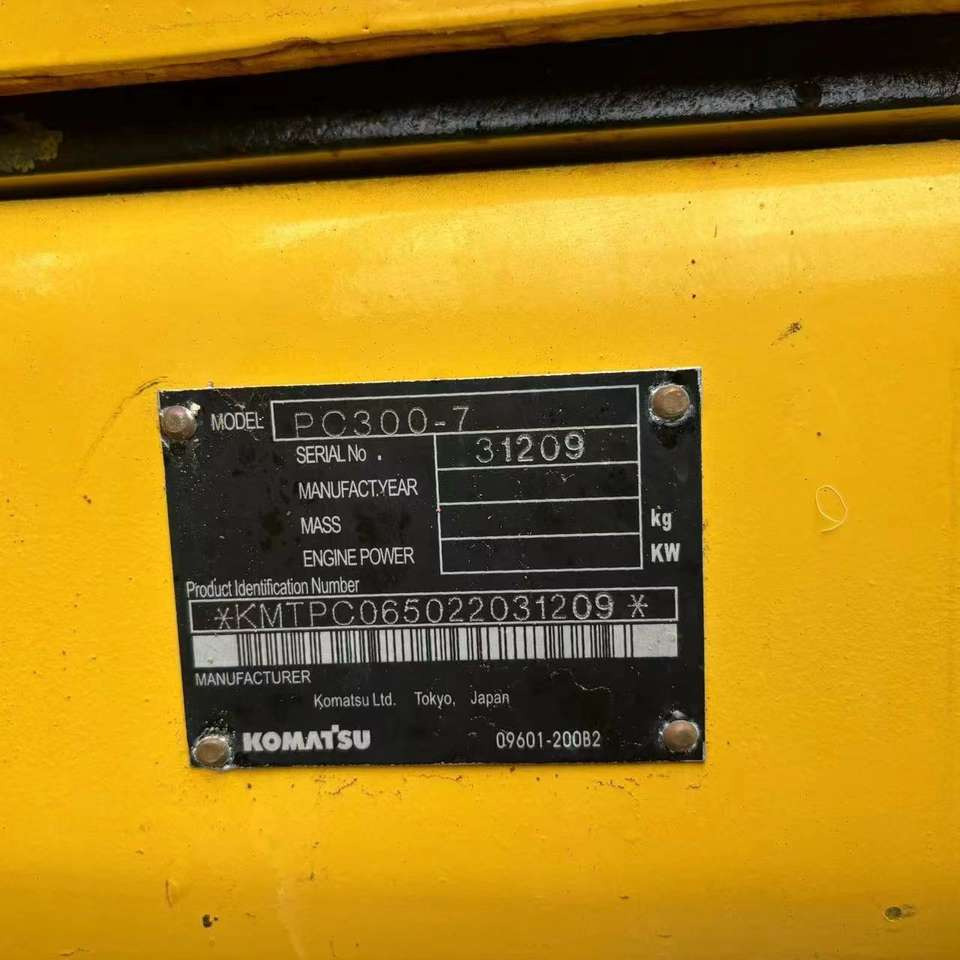 MODEL PC300-7
SERIAL No . 31209
MANUFACT.YEAR
MASS kg
ENGINE POWER KW
Product Identification Number
*KMTPC065022031209*
MANUFACTURER
Komatsu Ltd. Tokyo, Japan
KOMATSU 09601-200B2